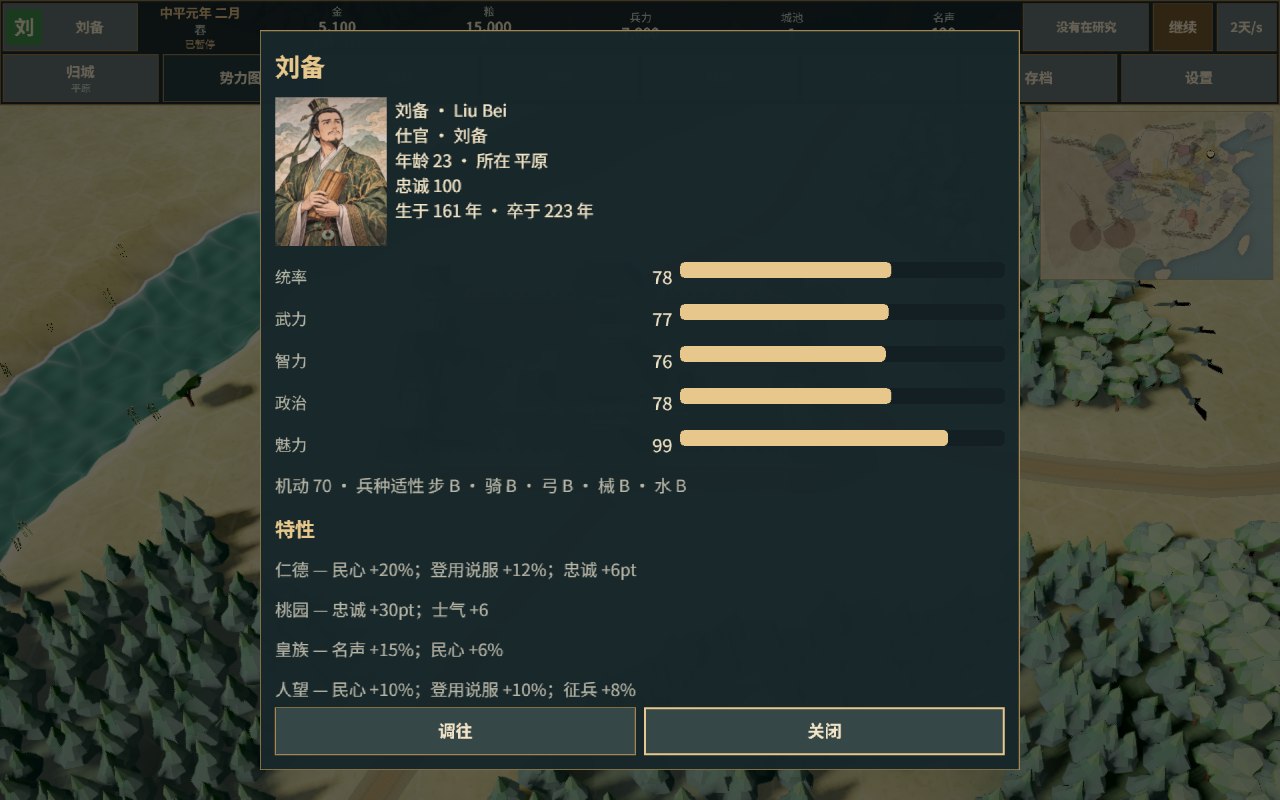 刘
刘备
中平元年 二月
春
已暂停
金
5,100
粮
15,000
兵力
城池
名声
没有在研究
继续
2天/s
归城
平原
势力图
存档
设置
刘备
刘备 · Liu Bei
仕官 · 刘备
年龄 23 · 所在 平原
忠诚 100
生于 161 年 · 卒于 223 年
统率 78
武力 77
智力 76
政治 78
魅力 99
机动 70 · 兵种适性 步 B · 骑 B · 弓 B · 械 B · 水 B
特性
仁德 — 民心 +20%；登用说服 +12%；忠诚 +6pt
桃园 — 忠诚 +30pt；士气 +6
皇族 — 名声 +15%；民心 +6%
人望 — 民心 +10%；登用说服 +10%；征兵 +8%
调往
关闭